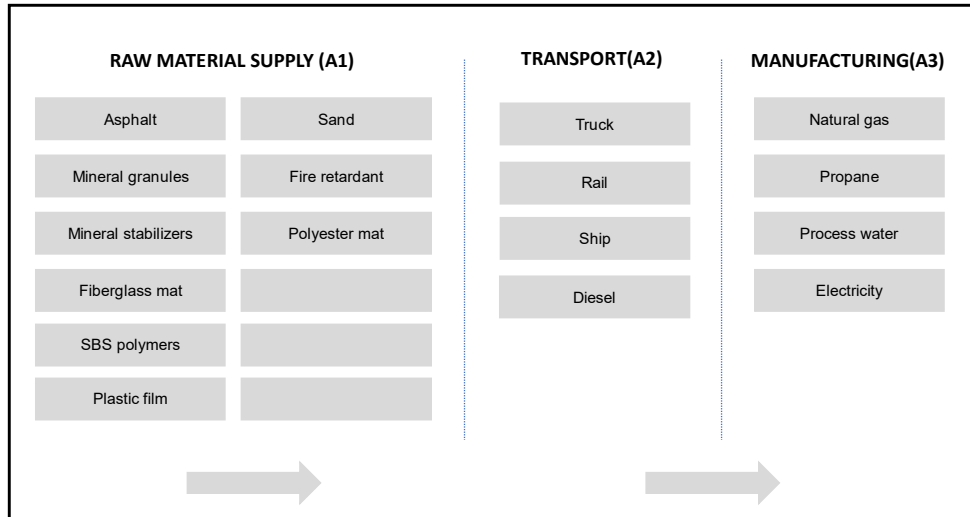 RAW MATERIAL SUPPLY (A1)
Asphalt
Sand
Mineral granules
Fire retardant
Mineral stabilizers
Polyester mat
Fiberglass mat
SBS polymers
Plastic film
TRANSPORT(A2)
Truck
Rail
Ship
Diesel
MANUFACTURING(A3)
Natural gas
Propane
Process water
Electricity